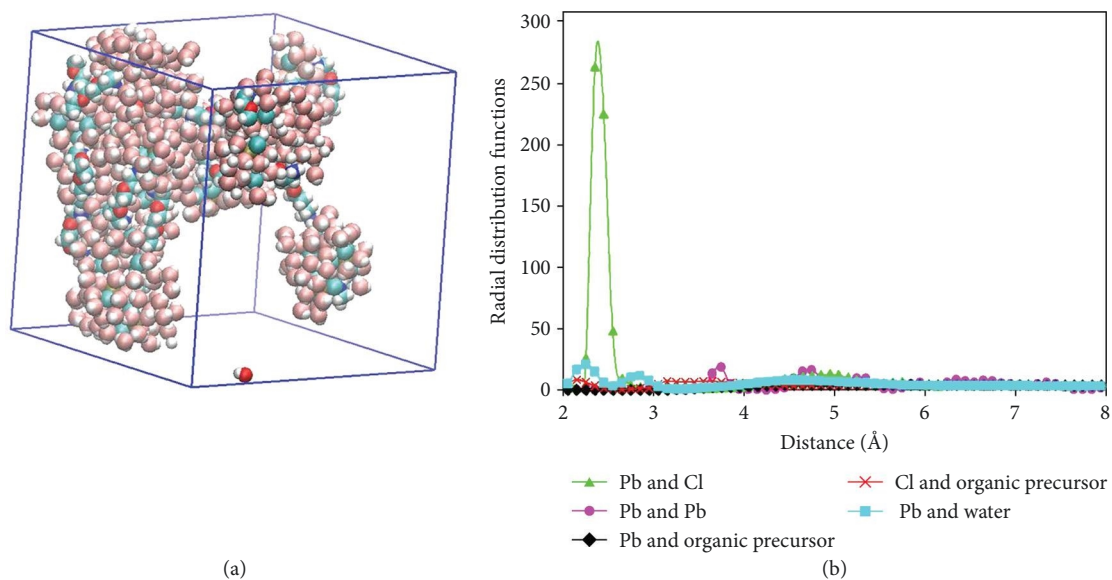 300
250
200
150
100
50
0
Radial distribution functions
2 3 4 5 6 7 8
Distance (Å)
Pb and Cl
Cl and organic precursor
Pb and Pb
Pb and water
Pb and organic precursor
(a) (b)